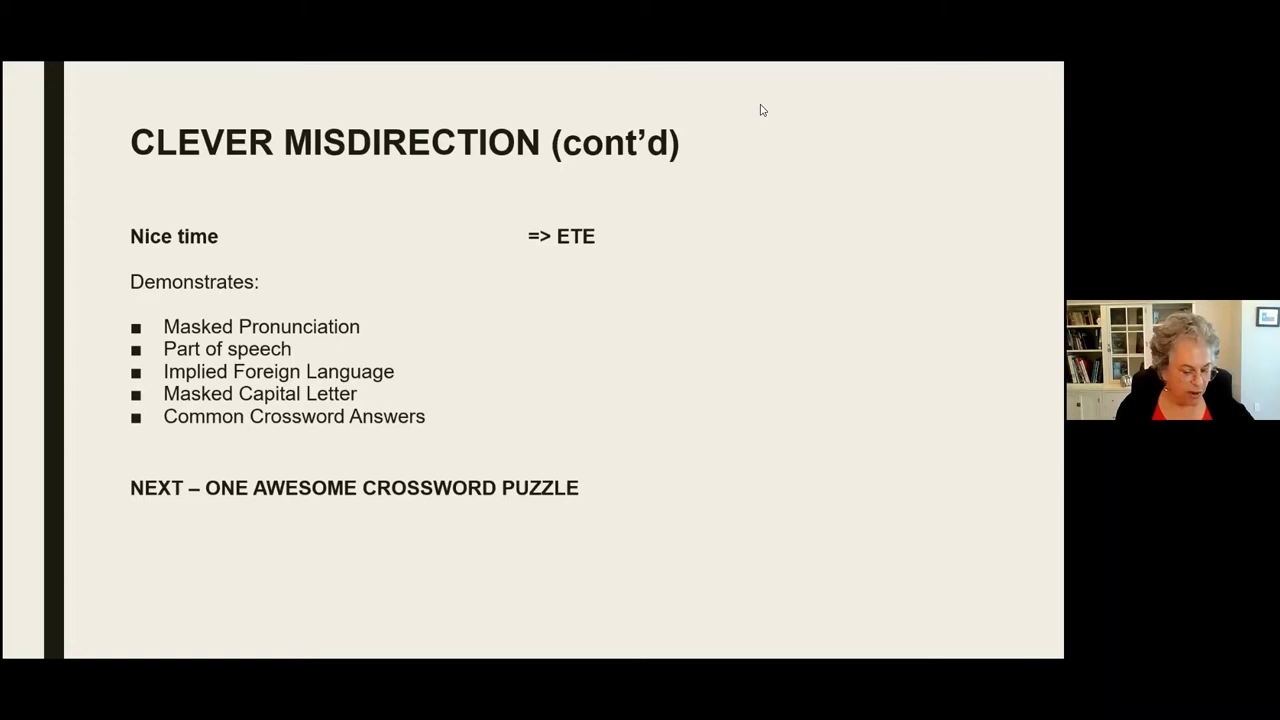 CLEVER MISDIRECTION (cont’d)
Nice time => ETE
Demonstrates:
■ Masked Pronunciation
■ Part of speech
■ Implied Foreign Language
■ Masked Capital Letter
■ Common Crossword Answers
NEXT – ONE AWESOME CROSSWORD PUZZLE